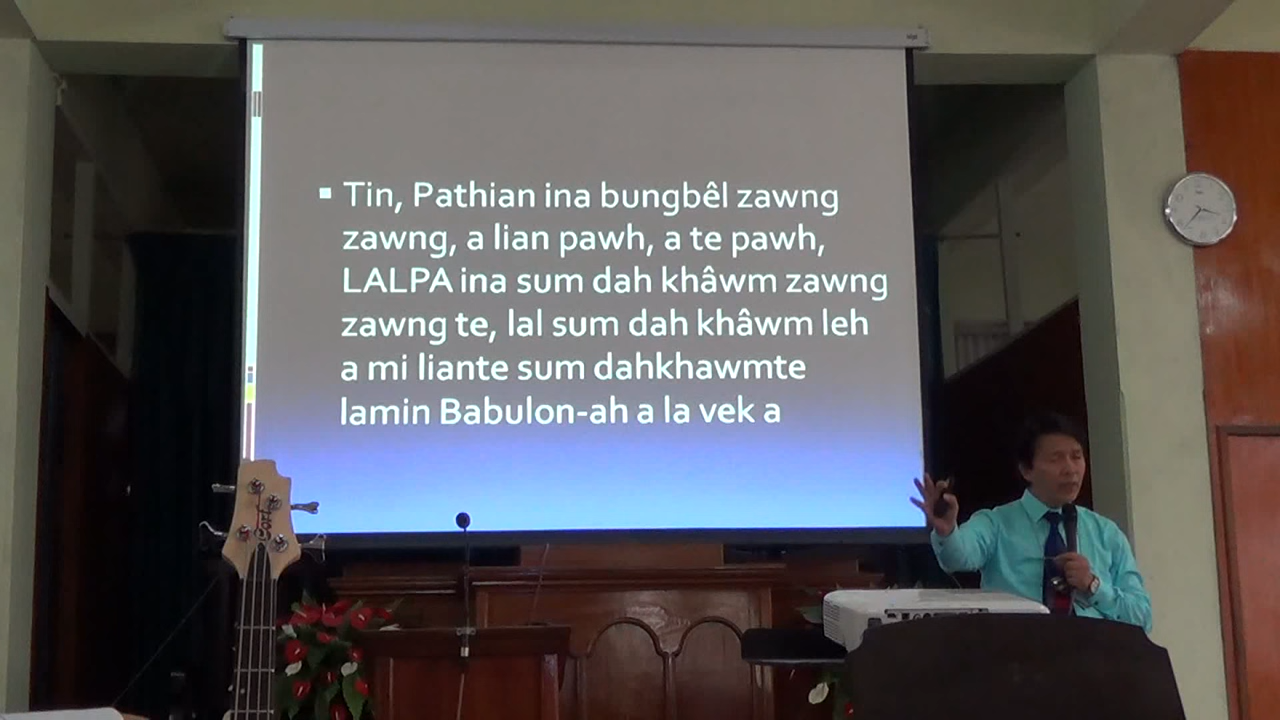 Tin, Pathian ina bungbêl zawng
zawng, a lian pawh, a te pawh,
LALPA ina sum dah khâwm zawng
zawng te, lal sum dah khâwm leh
a mi liante sum dahkhawmte
lamin Babulon-ah a la vek a
Cort